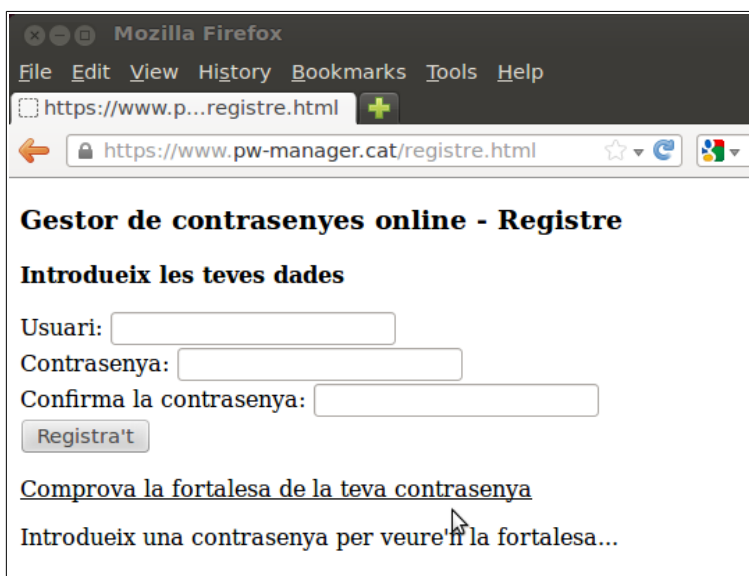 Mozilla Firefox
File Edit View History Bookmarks Tools Help
https://www.p...registre.html
https://www.pw-manager.cat/registre.html
Gestor de contrasenyes online - Registre
Introdueix les teves dades
Usuari:
Contrasenya:
Confirma la contrasenya:
Registra't
Comprova la fortalesa de la teva contrasenya
Introdueix una contrasenya per veure'n la fortalesa...